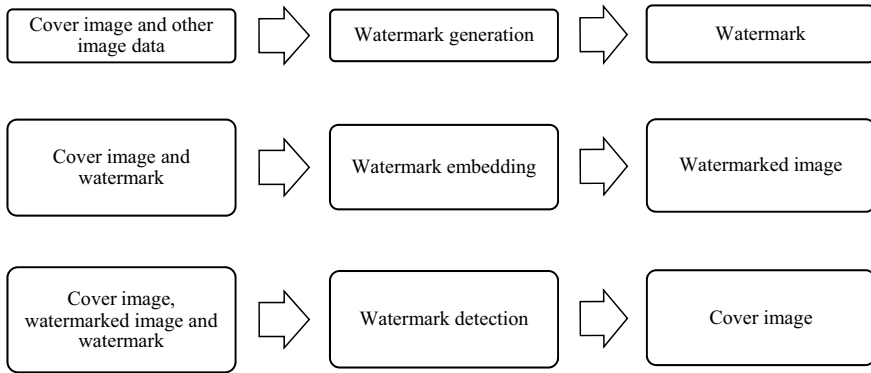 Cover image and other
image data
Watermark generation
Watermark
Cover image and
watermark
Watermark embedding
Watermarked image
Cover image,
watermarked image and
watermark
Watermark detection
Cover image